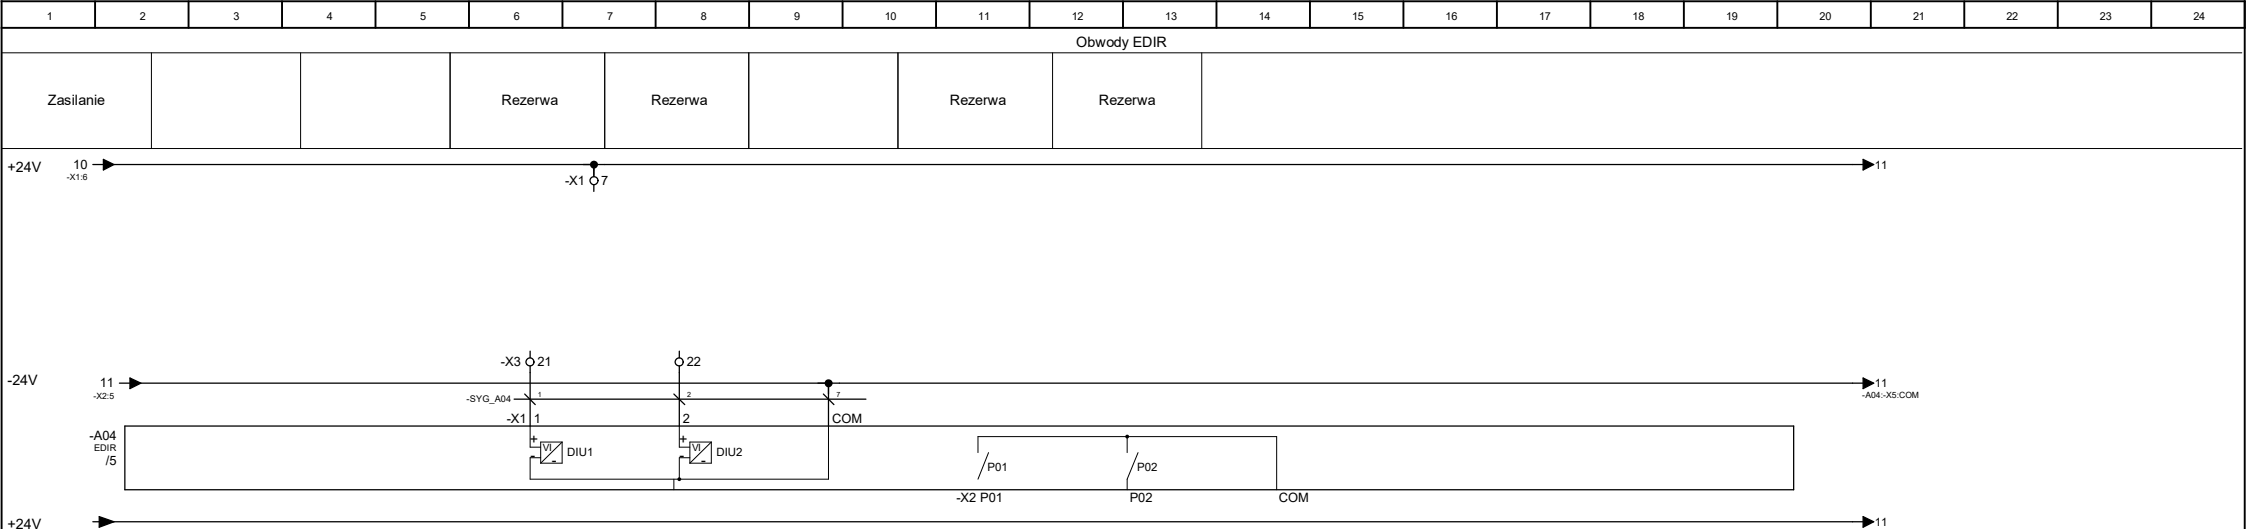 1 2 3 4 5 6 7 8 9 10 11 12 13 14 15 16 17 18 19 20 21 22 23 24
Obwody EDIR
Zasilanie Rezerwa Rezerwa Rezerwa Rezerwa
+24V 10 11
-X1:6
-X1 7
-X3 21 22
-24V 11 11
-X2:5 -A04:-X5:COM
-SYG_A04 1 2 7
-X1 1 2 COM
-A04
EDIR
/5
+ VI - - DIU1 + VI - - DIU2
P01 P02
-X2 P01 P02 COM
+24V 11